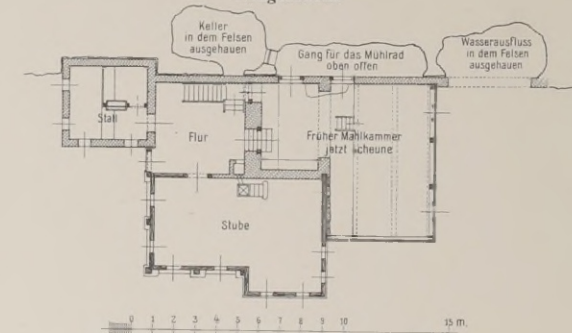 Keller
in dem Felsen
ausgehauen
Gang für das Mühlrad
oben offen
Wasserausfluss
in dem Felsen
ausgehauen
Stall
Flur
Früher Mahlkammer
jetzt Scheune
Stube
0 1 2 3 4 5 6 7 8 9 10 15 m.